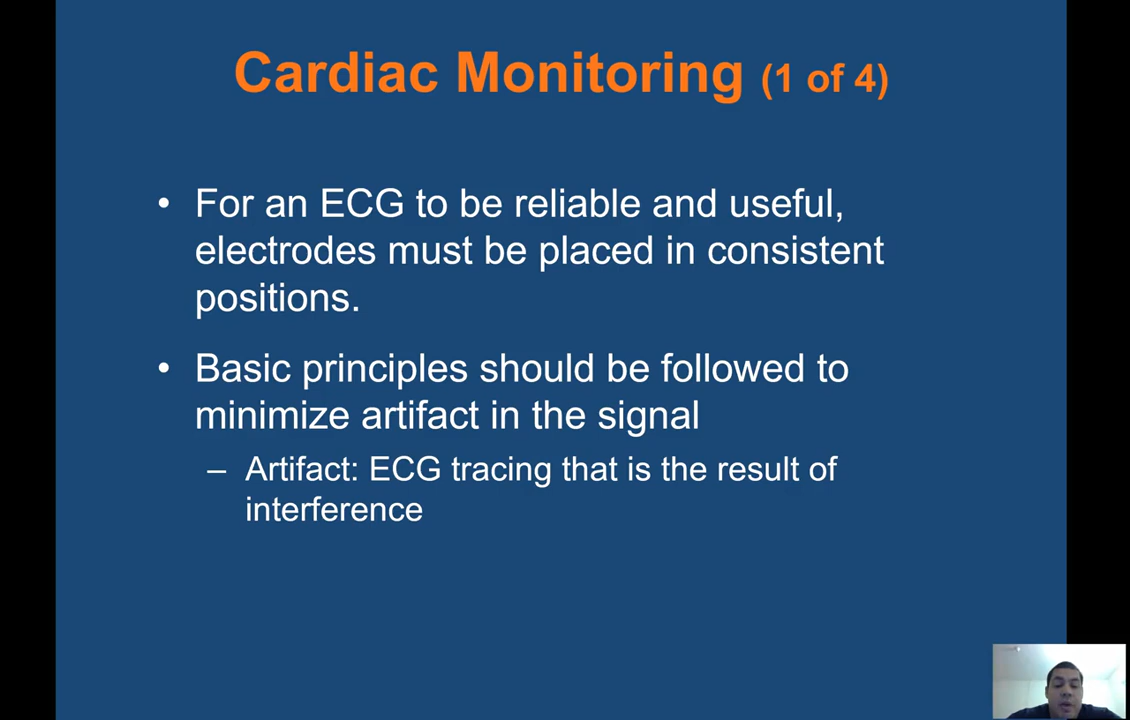 Cardiac Monitoring (1 of 4)
• For an ECG to be reliable and useful,
electrodes must be placed in consistent
positions.
• Basic principles should be followed to
minimize artifact in the signal
– Artifact: ECG tracing that is the result of
interference